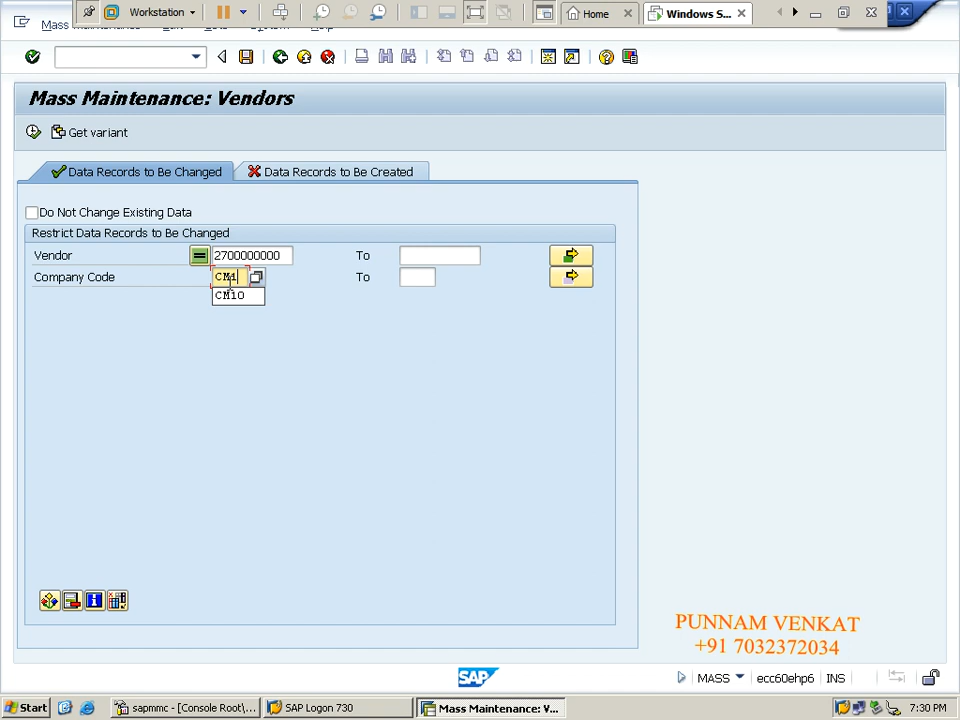 Workstation
Home
Windows S...
Mass Maintenance: Vendors
Get variant
Data Records to Be Changed
Data Records to Be Created
Do Not Change Existing Data
Restrict Data Records to Be Changed
Vendor 2700000000 To
Company Code CM1 To
CM10
PUNNAM VENKAT
+91 7032372034
SAP MASS ecc60ehp6 INS
Start sapmmc - [Console Root\... SAP Logon 730 Mass Maintenance: V... 7:30 PM